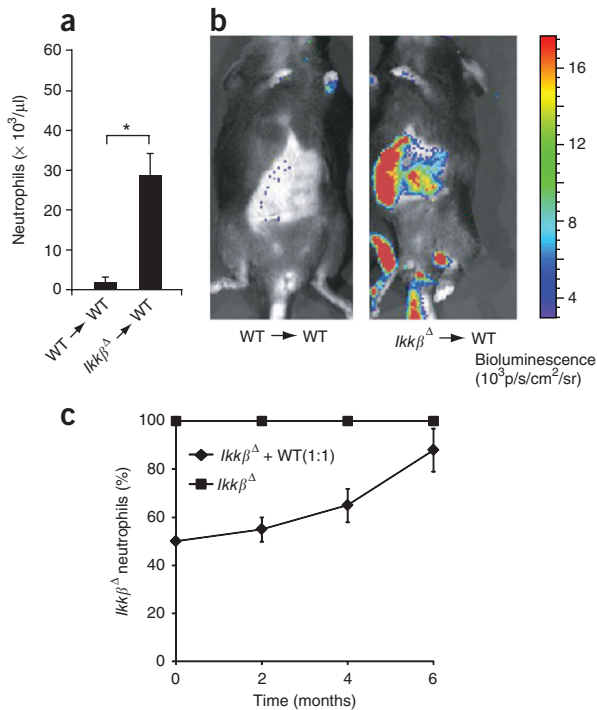 a
Neutrophils (× 10³/µl)
60
50
40
30
20
10
0
*
WT → WT
Ikkβ^Δ → WT
b
WT → WT
Ikkβ^Δ → WT
16
12
8
4
Bioluminescence
(10³p/s/cm²/sr)
c
Ikkβ^Δ neutrophils (%)
100
80
60
40
20
0
Ikkβ^Δ + WT(1:1)
Ikkβ^Δ
0 2 4 6
Time (months)